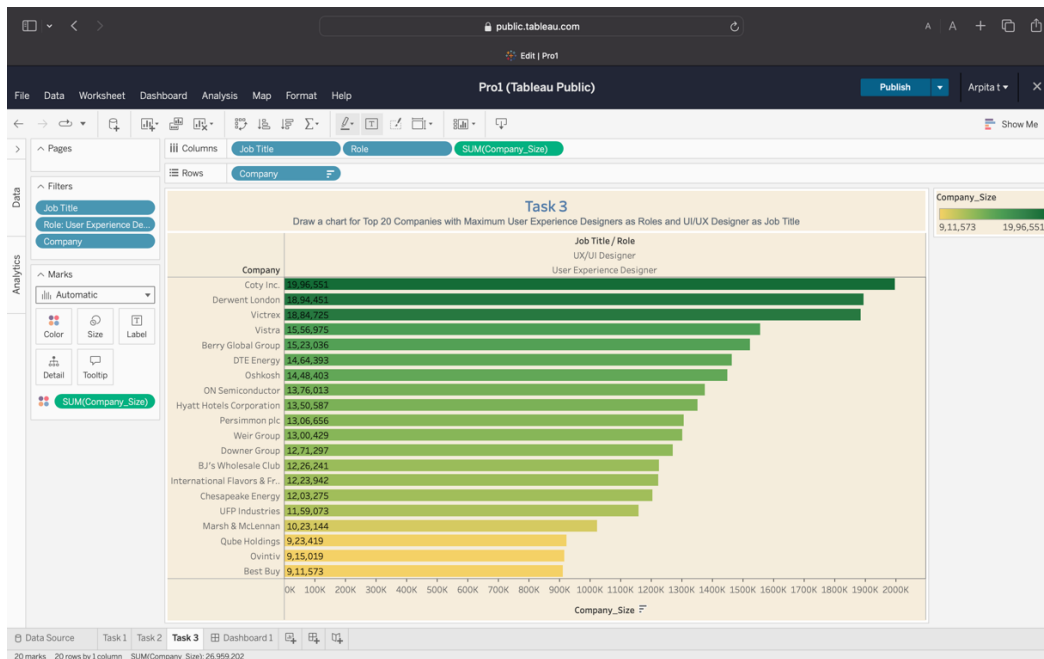 public.tableau.com
A A
Edit | Pro1
Pro1 (Tableau Public)
Publish
Arpita t
File Data Worksheet Dashboard Analysis Map Format Help
Show Me
Data
Analytics
Pages
Filters
Job Title
Role: User Experience De...
Company
Marks
Automatic
Color Size Label
Detail Tooltip
SUM(Company_Size)
iii Columns Job Title Role SUM(Company_Size)
Rows Company
Task 3
Draw a chart for Top 20 Companies with Maximum User Experience Designers as Roles and UI/UX Designer as Job Title
Job Title / Role
UX/UI Designer
Company User Experience Designer
Coty Inc. 19,96,551
Derwent London 18,94,451
Victrex 18,84,725
Vistra 15,56,975
Berry Global Group 15,23,036
DTE Energy 14,64,393
Oshkosh 14,48,403
ON Semiconductor 13,76,013
Hyatt Hotels Corporation 13,50,587
Persimmon plc 13,06,656
Weir Group 13,00,429
Downer Group 12,71,297
BJ's Wholesale Club 12,26,241
International Flavors & Fr.. 12,23,942
Chesapeake Energy 12,03,275
UFP Industries 11,59,073
Marsh & McLennan 10,23,144
Qube Holdings 9,23,419
Ovintiv 9,15,019
Best Buy 9,11,573
0K 100K 200K 300K 400K 500K 600K 700K 800K 900K 1000K 1100K 1200K 1300K 1400K 1500K 1600K 1700K 1800K 1900K 2000K
Company_Size
Company_Size
9,11,573 19,96,551
Data Source Task 1 Task 2 Task 3 Dashboard 1
20 marks 20 rows by 1 column SUM(Company_Size): 26,959,202